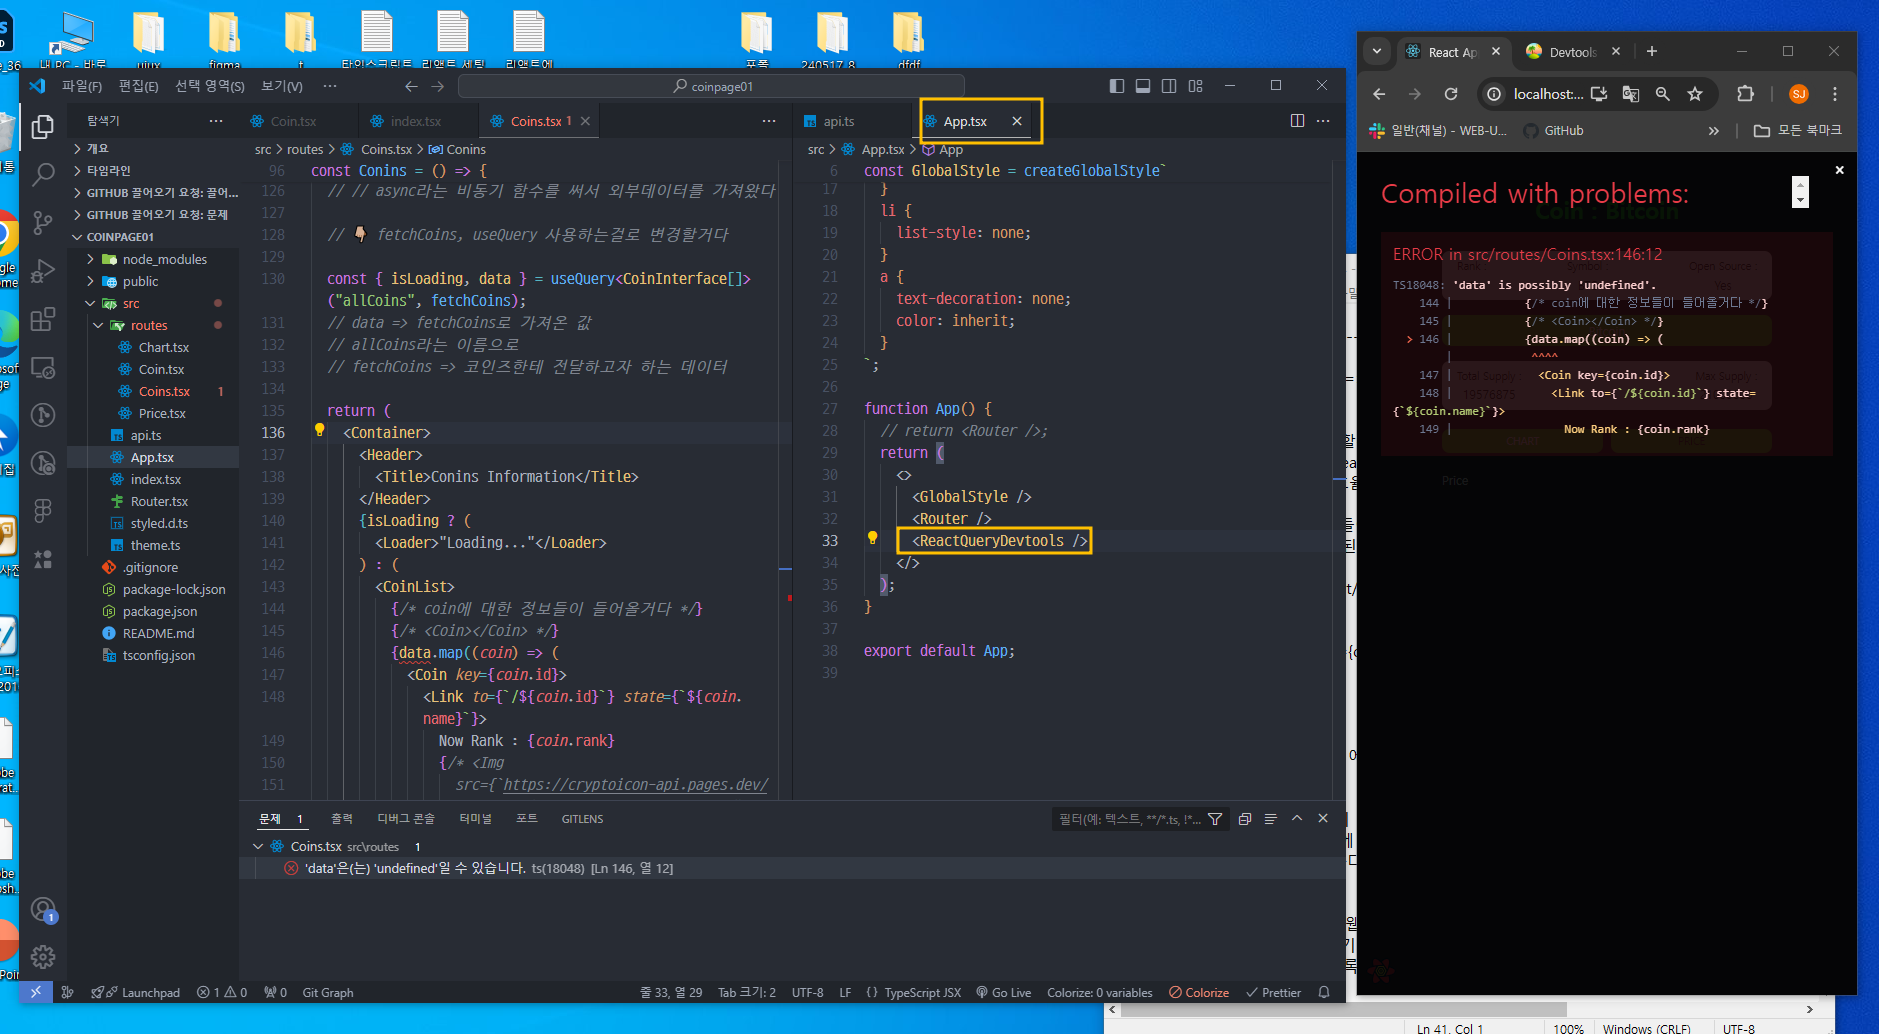 내 PC - 바로
uiux
figma
t
타입스크립트
리액트 세팅
리액트에
포폴
240517_8
dfdf
파일(F)
편집(E)
선택 영역(S)
보기(V)
···
coinpage01
탐색기
Coin.tsx
index.tsx
Coins.tsx 1
api.ts
App.tsx
개요
타임라인
GITHUB 끌어오기 요청: 끌어...
GITHUB 끌어오기 요청: 문제
COINPAGE01
node_modules
public
src
routes
Chart.tsx
Coin.tsx
Coins.tsx 1
Price.tsx
api.ts
App.tsx
index.tsx
Router.tsx
styled.d.ts
theme.ts
.gitignore
package-lock.json
package.json
README.md
tsconfig.json
src > routes > Coins.tsx > Conins
96 const Conins = () => {
126 // // async라는 비동기 함수를 써서 외부데이터를 가져왔다
127
128 // 👇 fetchCoins, useQuery 사용하는걸로 변경할거다
129
130 const { isLoading, data } = useQuery<CoinInterface[]>
("allCoins", fetchCoins);
131 // data => fetchCoins로 가져온 값
132 // allCoins라는 이름으로
133 // fetchCoins => 코인즈한테 전달하고자 하는 데이터
134
135 return (
136 <Container>
137 <Header>
138 <Title>Conins Information</Title>
139 </Header>
140 {isLoading ? (
141 <Loader>"Loading..."</Loader>
142 ) : (
143 <CoinList>
144 {/* coin에 대한 정보들이 들어올거다 */}
145 {/* <Coin></Coin> */}
146 {data.map((coin) => (
147 <Coin key={coin.id}>
148 <Link to={`/${coin.id}`} state={`${coin.
name}`}>
149 Now Rank : {coin.rank}
150 {/* <Img
151 src={`https://cryptoicon-api.pages.dev/
src > App.tsx > App
6 const GlobalStyle = createGlobalStyle`
17 }
18 li {
19 list-style: none;
20 }
21 a {
22 text-decoration: none;
23 color: inherit;
24 }
25 `;
26
27 function App() {
28 // return <Router />;
29 return (
30 <>
31 <GlobalStyle />
32 <Router />
33 <ReactQueryDevtools />
34 </>
35 );
36 }
37
38 export default App;
39
문제 1
출력
디버그 콘솔
터미널
포트
GITLENS
필터(예: 텍스트, **/*.ts, !*...
Coins.tsx src\routes 1
'data'은(는) 'undefined'일 수 있습니다. ts(18048) [Ln 146, 열 12]
1
Launchpad
1 0
0
Git Graph
줄 33, 열 29
Tab 크기: 2
UTF-8
LF
{ } TypeScript JSX
Go Live
Colorize: 0 variables
Colorize
Prettier
React Ap
Devtools
localhost:...
SJ
일반(채널) - WEB-U...
GitHub
모든 북마크
Compiled with problems:
Coin : Bitcoin
ERROR in src/routes/Coins.tsx:146:12
TS18048: 'data' is possibly 'undefined'.
144 | {/* coin에 대한 정보들이 들어올거다 */}
145 | {/* <Coin></Coin> */}
> 146 | {data.map((coin) => (
| ^^^^
147 | <Coin key={coin.id}>
148 | <Link to={`/${coin.id}`} state=
{`${coin.name}`}>
149 | Now Rank : {coin.rank}
Open Source :
Total Supply
19576875
Max Supply
CHART
Price
Ln 41, Col 1
100%
Windows (CRLF)
UTF-8